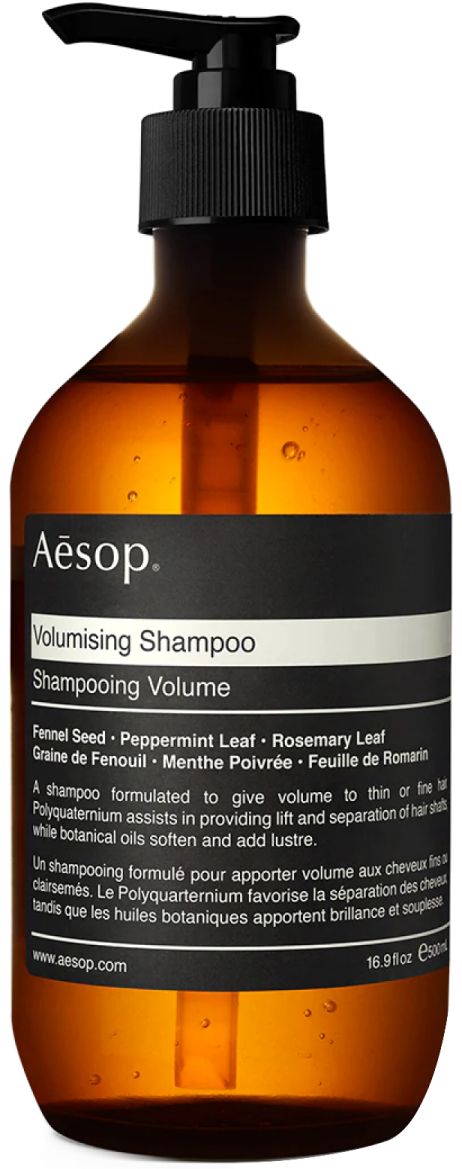 Aēsop®
Volumising Shampoo
Shampooing Volume
Fennel Seed · Peppermint Leaf · Rosemary Leaf
Graine de Fenouil · Menthe Poivrée · Feuille de Romarin
A shampoo formulated to give volume to thin or fine hair.
Polyquaternium assists in providing lift and separation of hair shafts
while botanical oils soften and add lustre.
Un shampooing formulé pour apporter volume aux cheveux fins ou
clairsemés. Le Polyquarternium favorise la séparation des cheveux
tandis que les huiles botaniques apportent brillance et souplesse.
www.aesop.com 16.9 fl oz ℮500mL